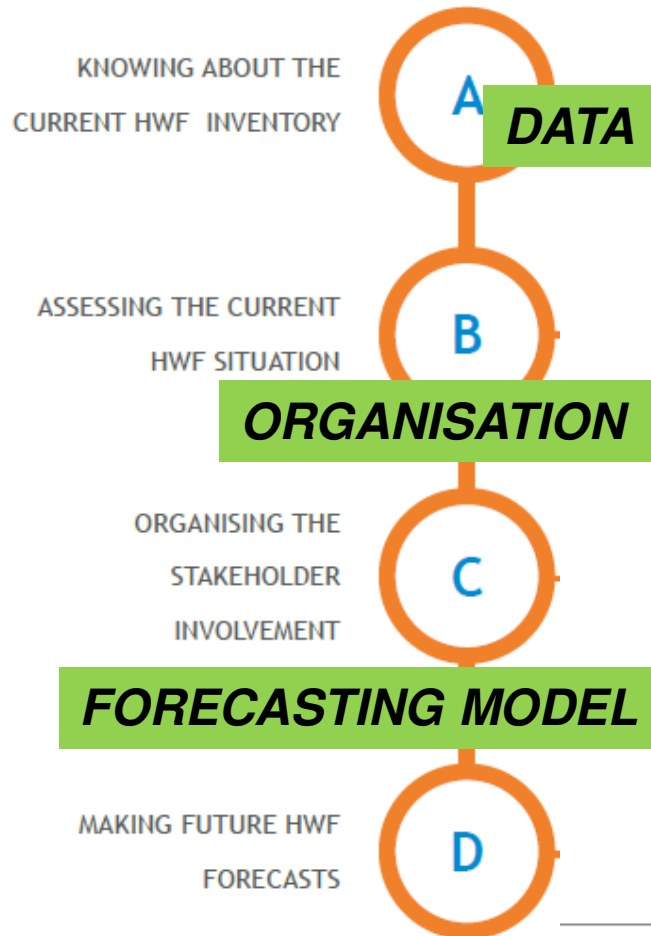 KNOWING ABOUT THE
CURRENT HWF INVENTORY
A
DATA
ASSESSING THE CURRENT
HWF SITUATION
B
ORGANISATION
ORGANISING THE
STAKEHOLDER
INVOLVEMENT
C
FORECASTING MODEL
MAKING FUTURE HWF
FORECASTS
D